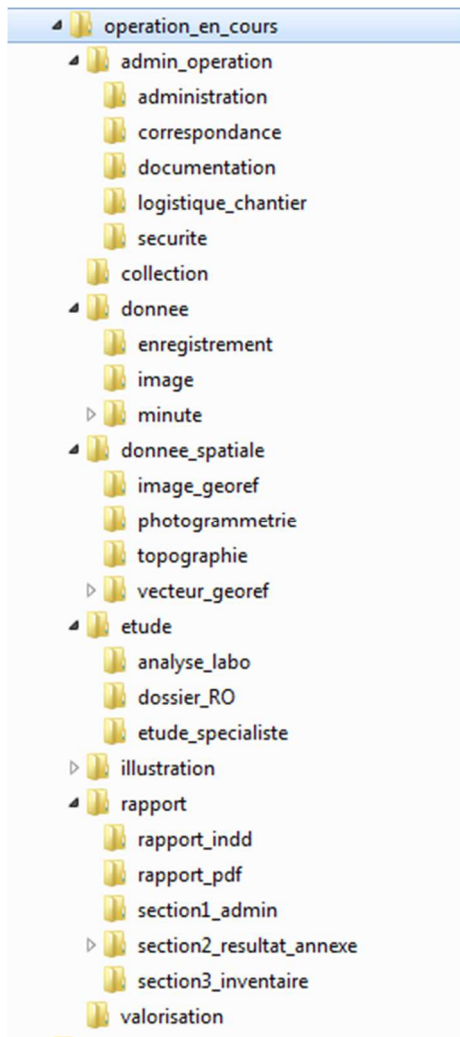 operation_en_cours
admin_operation
administration
correspondance
documentation
logistique_chantier
securite
collection
donnee
enregistrement
image
minute
donnee_spatiale
image_georef
photogrammetrie
topographie
vecteur_georef
etude
analyse_labo
dossier_RO
etude_specialiste
illustration
rapport
rapport_indd
rapport_pdf
section1_admin
section2_resultat_annexe
section3_inventaire
valorisation